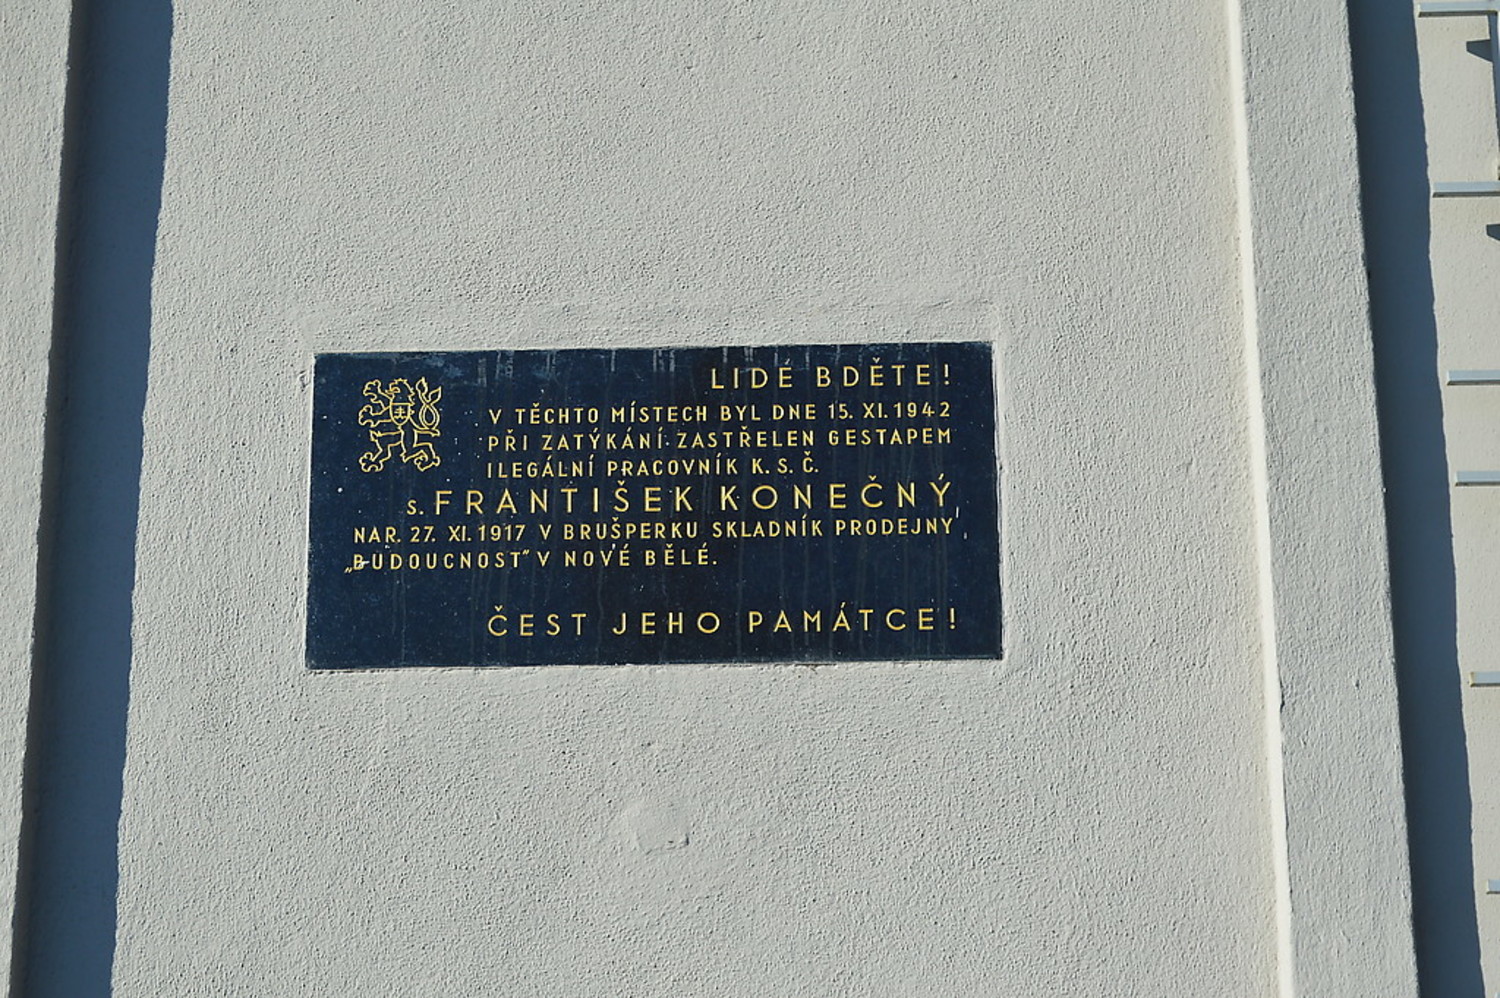 LIDÉ BDĚTE!
V TĚCHTO MÍSTECH BYL DNE 15. XI. 1942
PŘI ZATÝKÁNÍ ZASTŘELEN GESTAPEM
ILEGÁLNÍ PRACOVNÍK K. S. Č.
s. FRANTIŠEK KONEČNÝ,
NAR. 27. XI. 1917 V BRUŠPERKU SKLADNÍK PRODEJNY
„BUDOUCNOST" V NOVÉ BĚLÉ.
ČEST JEHO PAMÁTCE!